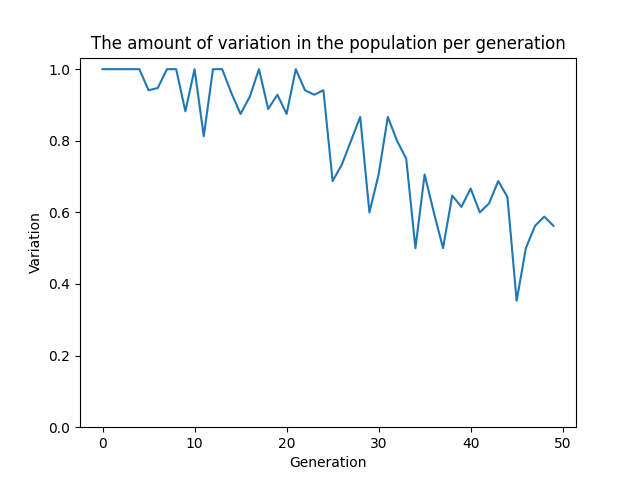 The amount of variation in the population per generation
1.0
0.8
0.6
0.4
0.2
0.0
Variation
0 10 20 30 40 50
Generation